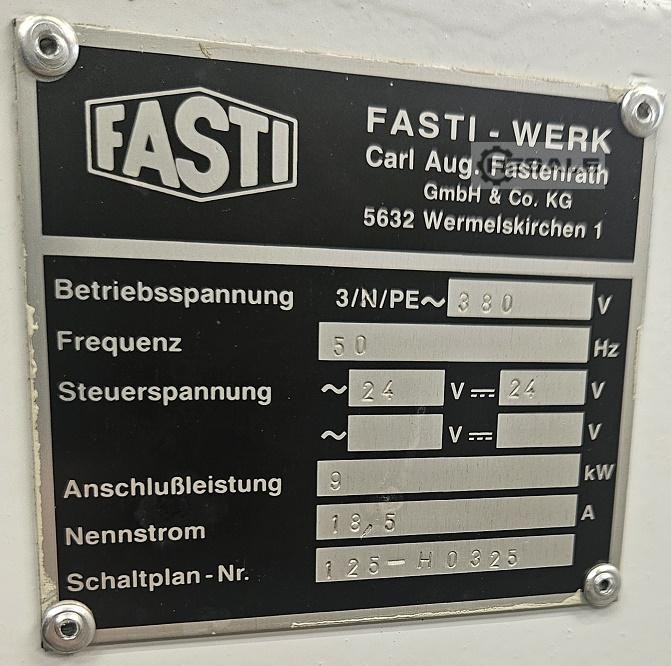 FASTI
FASTI - WERK
Carl Aug. Fastenrath
GmbH & Co. KG
5632 Wermelskirchen 1
Betriebsspannung 3/N/PE~ 380 V
Frequenz 50 Hz
Steuerspannung ~ 24 V ⎓ 24 V
~ V ⎓ V
Anschlußleistung 9 kW
Nennstrom 18,5 A
Schaltplan-Nr. 125-H0325